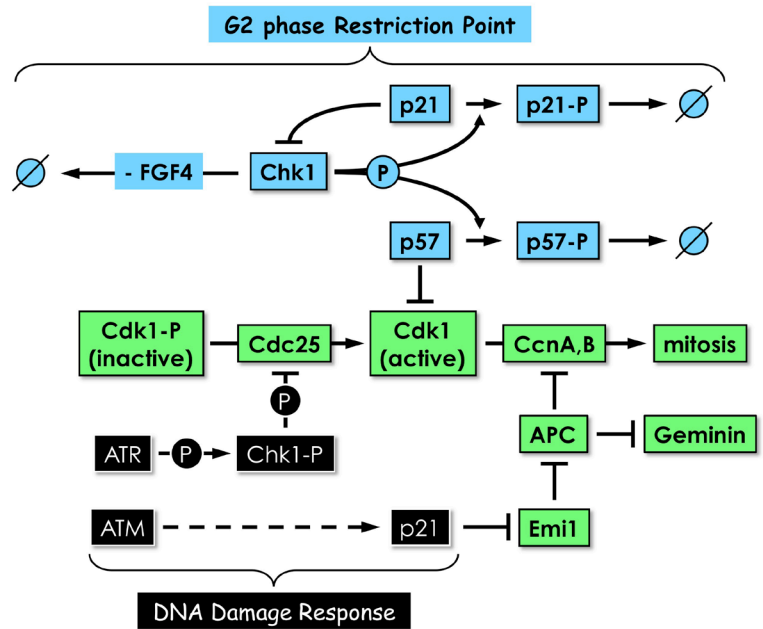 G2 phase Restriction Point
p21
p21-P
- FGF4
Chk1
P
p57
p57-P
Cdk1-P
(inactive)
Cdc25
Cdk1
(active)
CcnA,B
mitosis
P
APC
Geminin
ATR
P
Chk1-P
ATM
p21
Emi1
DNA Damage Response